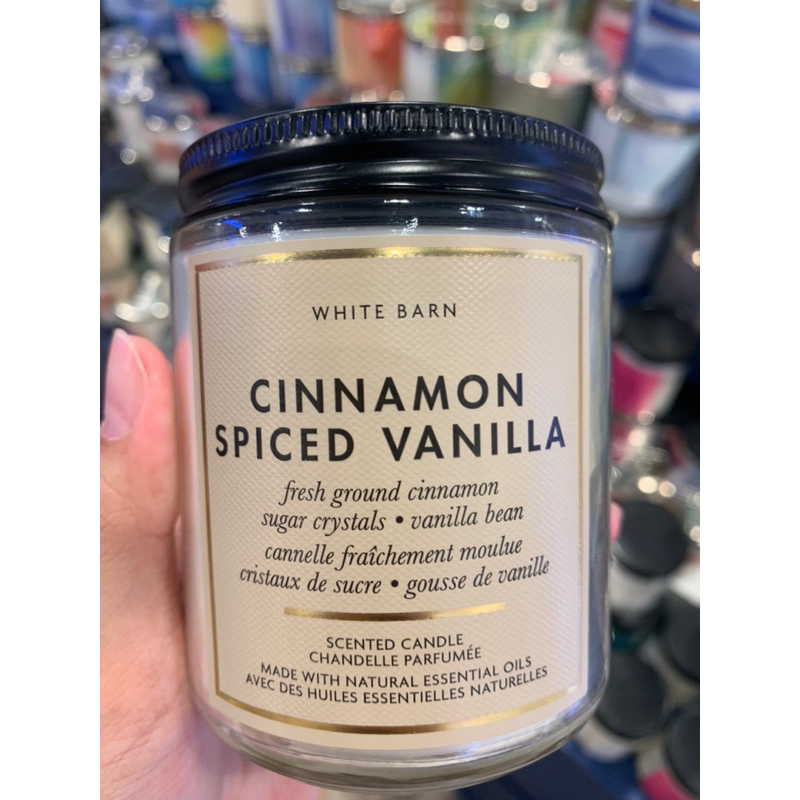 WHITE BARN
CINNAMON
SPICED VANILLA
fresh ground cinnamon
sugar crystals • vanilla bean
cannelle fraîchement moulue
cristaux de sucre • gousse de vanille
SCENTED CANDLE
CHANDELLE PARFUMÉE
MADE WITH NATURAL ESSENTIAL OILS
AVEC DES HUILES ESSENTIELLES NATURELLES